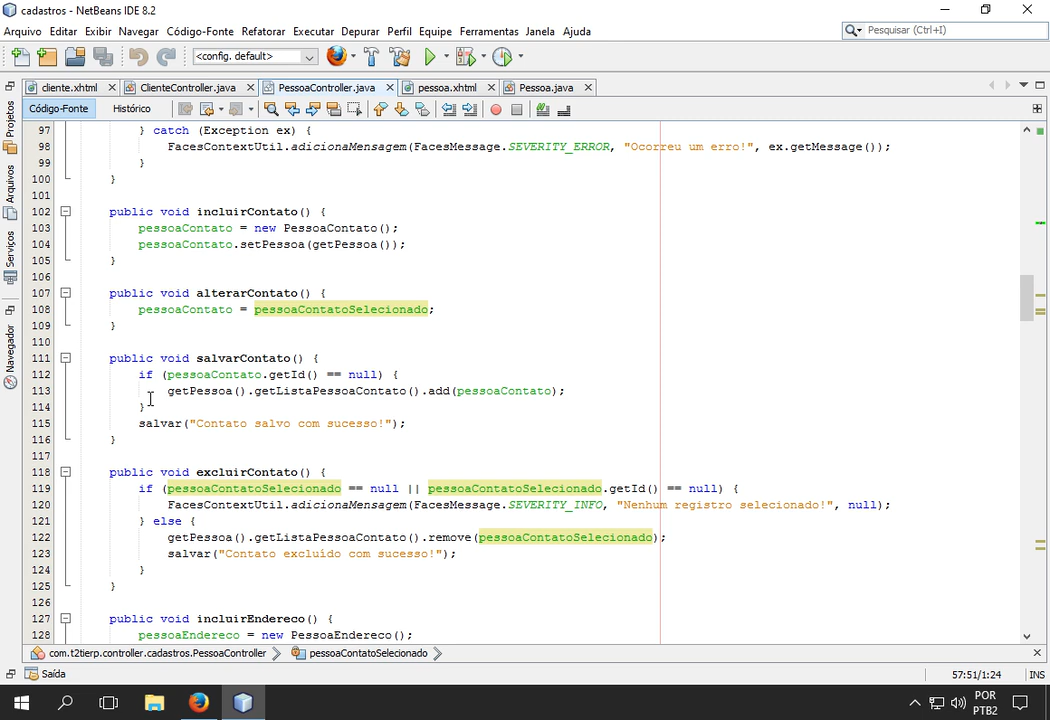 cadastros - NetBeans IDE 8.2
Arquivo Editar Exibir Navegar Código-Fonte Refatorar Executar Depurar Perfil Equipe Ferramentas Janela Ajuda
Pesquisar (Ctrl+I)
<config. default>
cliente.xhtml ClienteController.java PessoaController.java pessoa.xhtml Pessoa.java
Código-Fonte Histórico
Projetos
Arquivos
Serviços
Navegador
97 } catch (Exception ex) {
98 FacesContextUtil.adicionaMensagem(FacesMessage.SEVERITY_ERROR, "Ocorreu um erro!", ex.getMessage());
99 }
100 }
101
102 public void incluirContato() {
103 pessoaContato = new PessoaContato();
104 pessoaContato.setPessoa(getPessoa());
105 }
106
107 public void alterarContato() {
108 pessoaContato = pessoaContatoSelecionado;
109 }
110
111 public void salvarContato() {
112 if (pessoaContato.getId() == null) {
113 getPessoa().getListaPessoaContato().add(pessoaContato);
114 }
115 salvar("Contato salvo com sucesso!");
116 }
117
118 public void excluirContato() {
119 if (pessoaContatoSelecionado == null || pessoaContatoSelecionado.getId() == null) {
120 FacesContextUtil.adicionaMensagem(FacesMessage.SEVERITY_INFO, "Nenhum registro selecionado!", null);
121 } else {
122 getPessoa().getListaPessoaContato().remove(pessoaContatoSelecionado);
123 salvar("Contato excluído com sucesso!");
124 }
125 }
126
127 public void incluirEndereco() {
128 pessoaEndereco = new PessoaEndereco();
com.t2tierp.controller.cadastros.PessoaController pessoaContatoSelecionado
Saída 57:51/1:24 INS
POR
PTB2